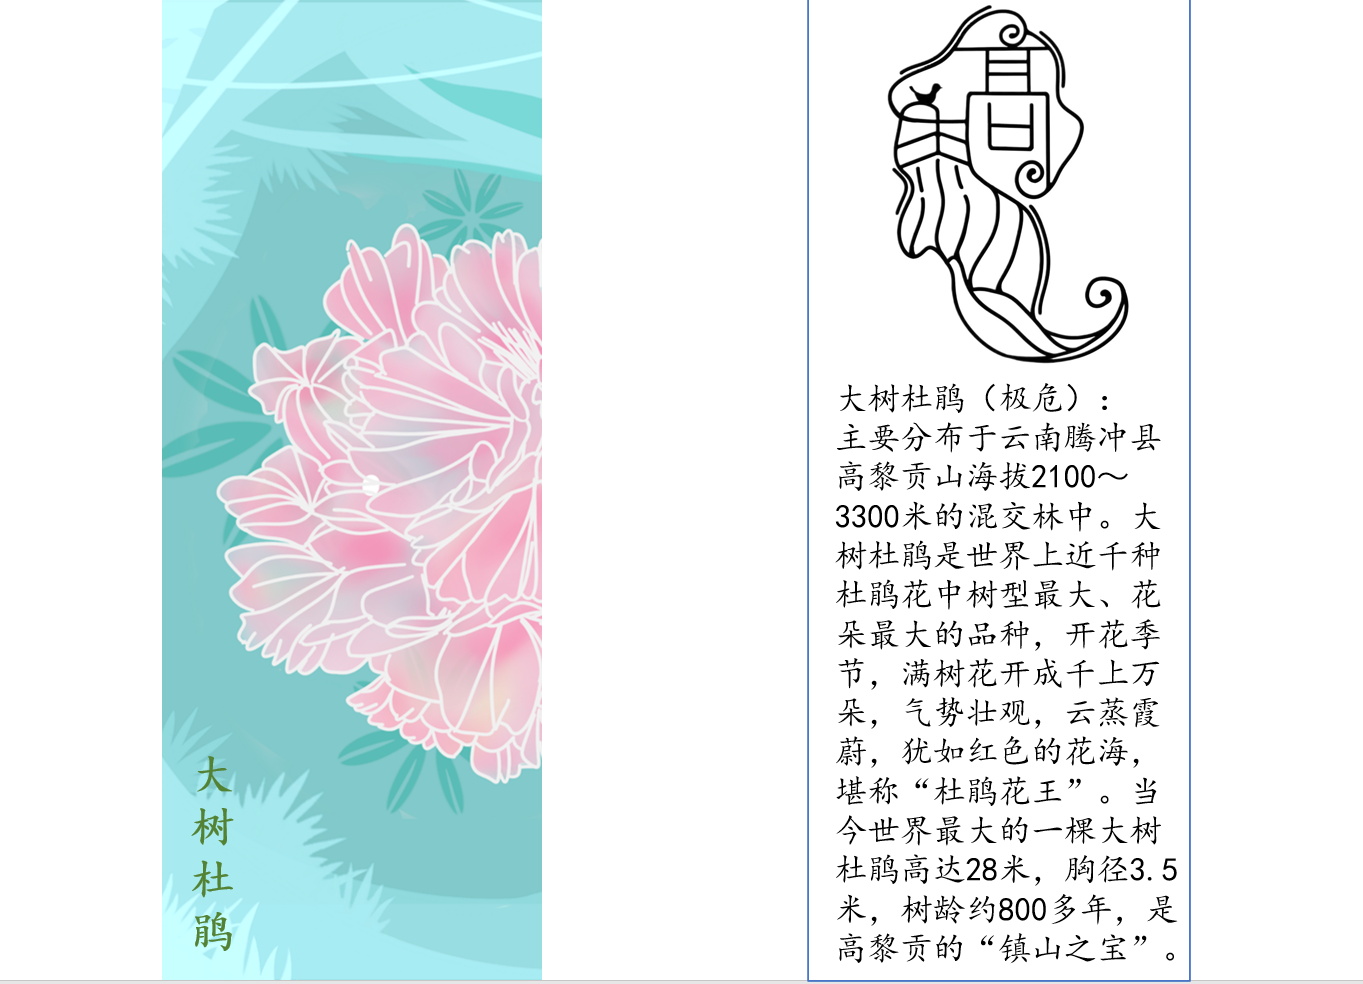 大树杜鹃
大树杜鹃（极危）：
主要分布于云南腾冲县
高黎贡山海拔2100～
3300米的混交林中。大
树杜鹃是世界上近千种
杜鹃花中树型最大、花
朵最大的品种，开花季
节，满树花开成千上万
朵，气势壮观，云蒸霞
蔚，犹如红色的花海，
堪称“杜鹃花王”。当
今世界最大的一棵大树
杜鹃高达28米，胸径3.5
米，树龄约800多年，是
高黎贡的“镇山之宝”。